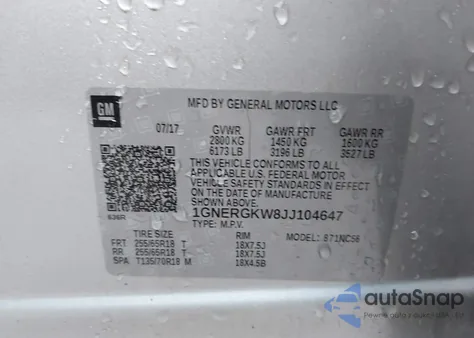 GM
MFD BY GENERAL MOTORS LLC
07/17 GVWR GAWR FRT GAWR RR
2800 KG 1450 KG 1600 KG
6173 LB 3196 LB 3527 LB
THIS VEHICLE CONFORMS TO ALL
APPLICABLE U.S. FEDERAL MOTOR
VEHICLE SAFETY STANDARDS IN
EFFECT ON THE DATE OF
MANUFACTURE
SHOWN ABOVE.
1GNERGKW8JJ104647
TYPE: M.P.V. MODEL:
TIRE SIZE RIM
FRT 255/65R18 T 18X7.5J
RR 255/65R18 T 18X7.5J
SPA T135/70R18 M 18X4.5B
autoSnap